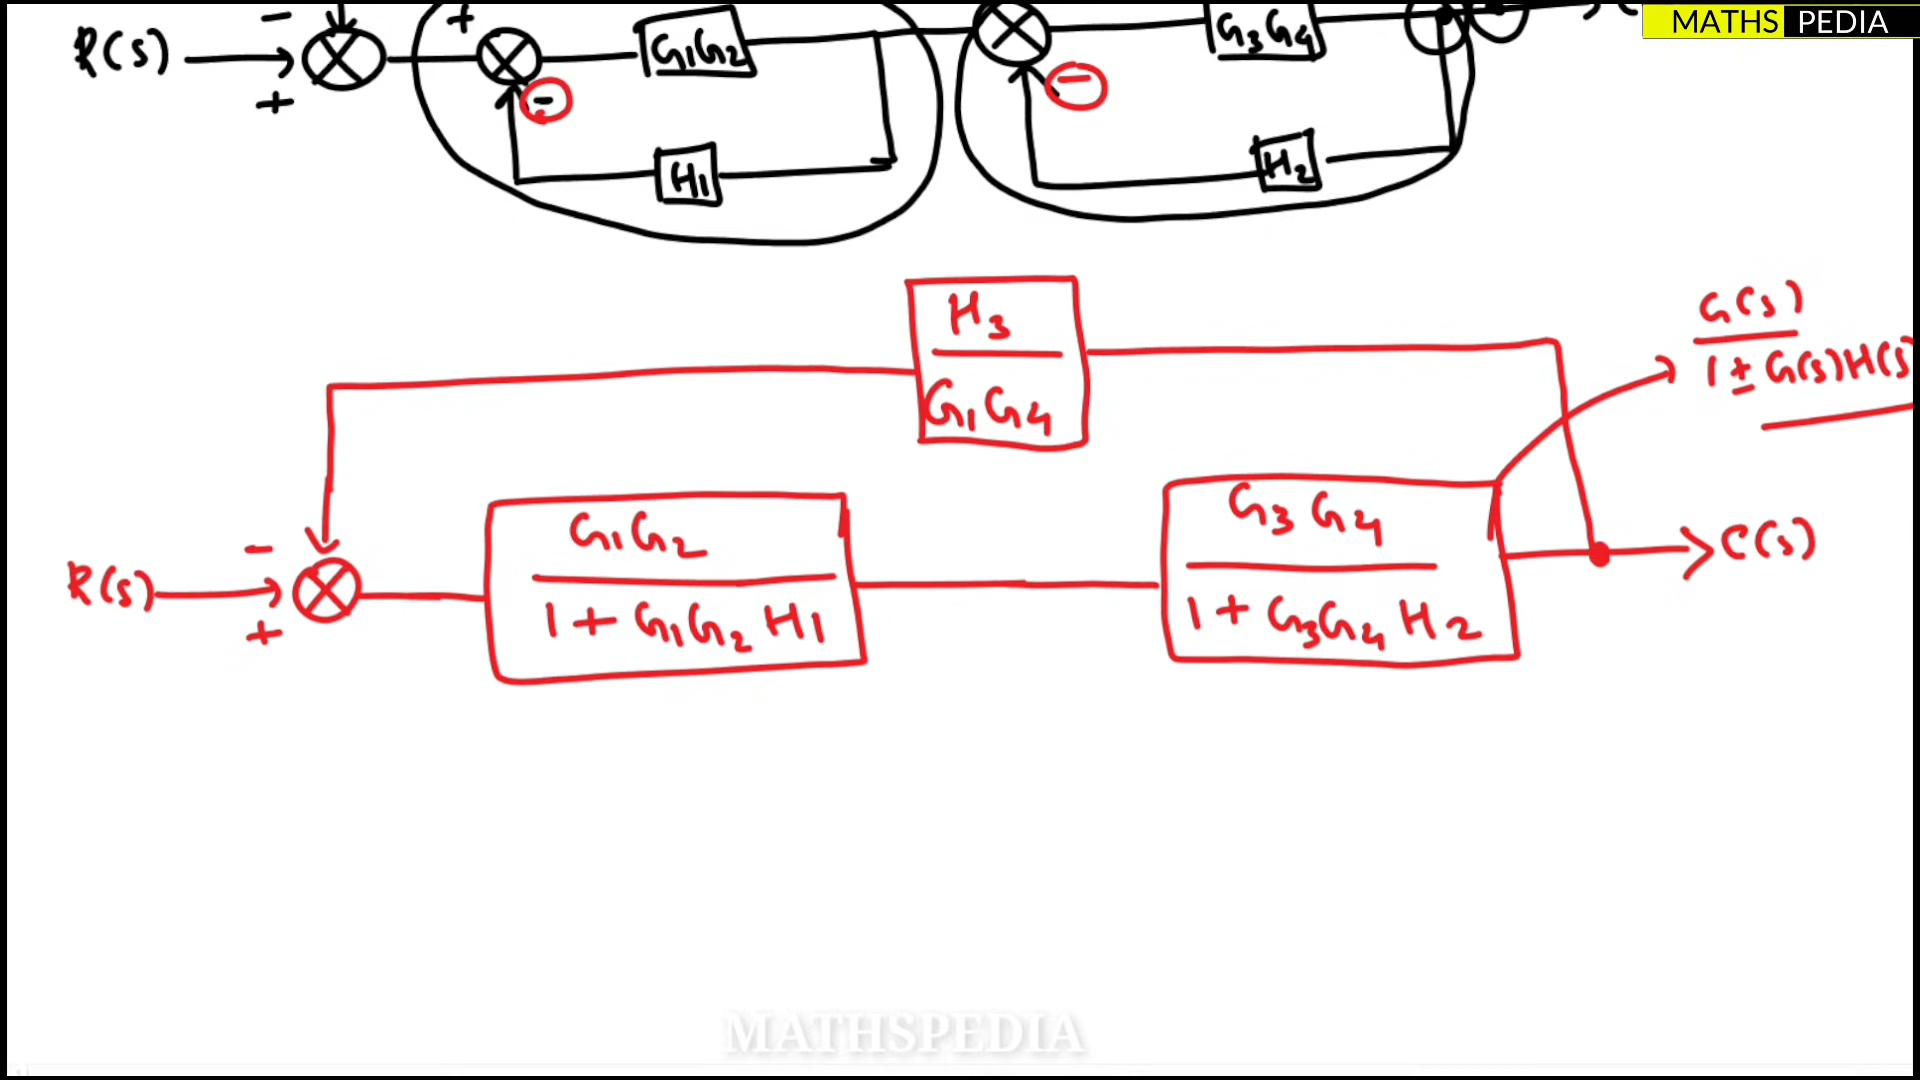 MATHS PEDIA
R(s) - + + G1G2 - G3G4 -
H1 H2
H3
G1G4
G(s)
1 ± G(s)H(s)
R(s) - + G1G2
1 + G1G2 H1
G3 G4
1 + G3G4 H2
C(s)
MATHSPEDIA